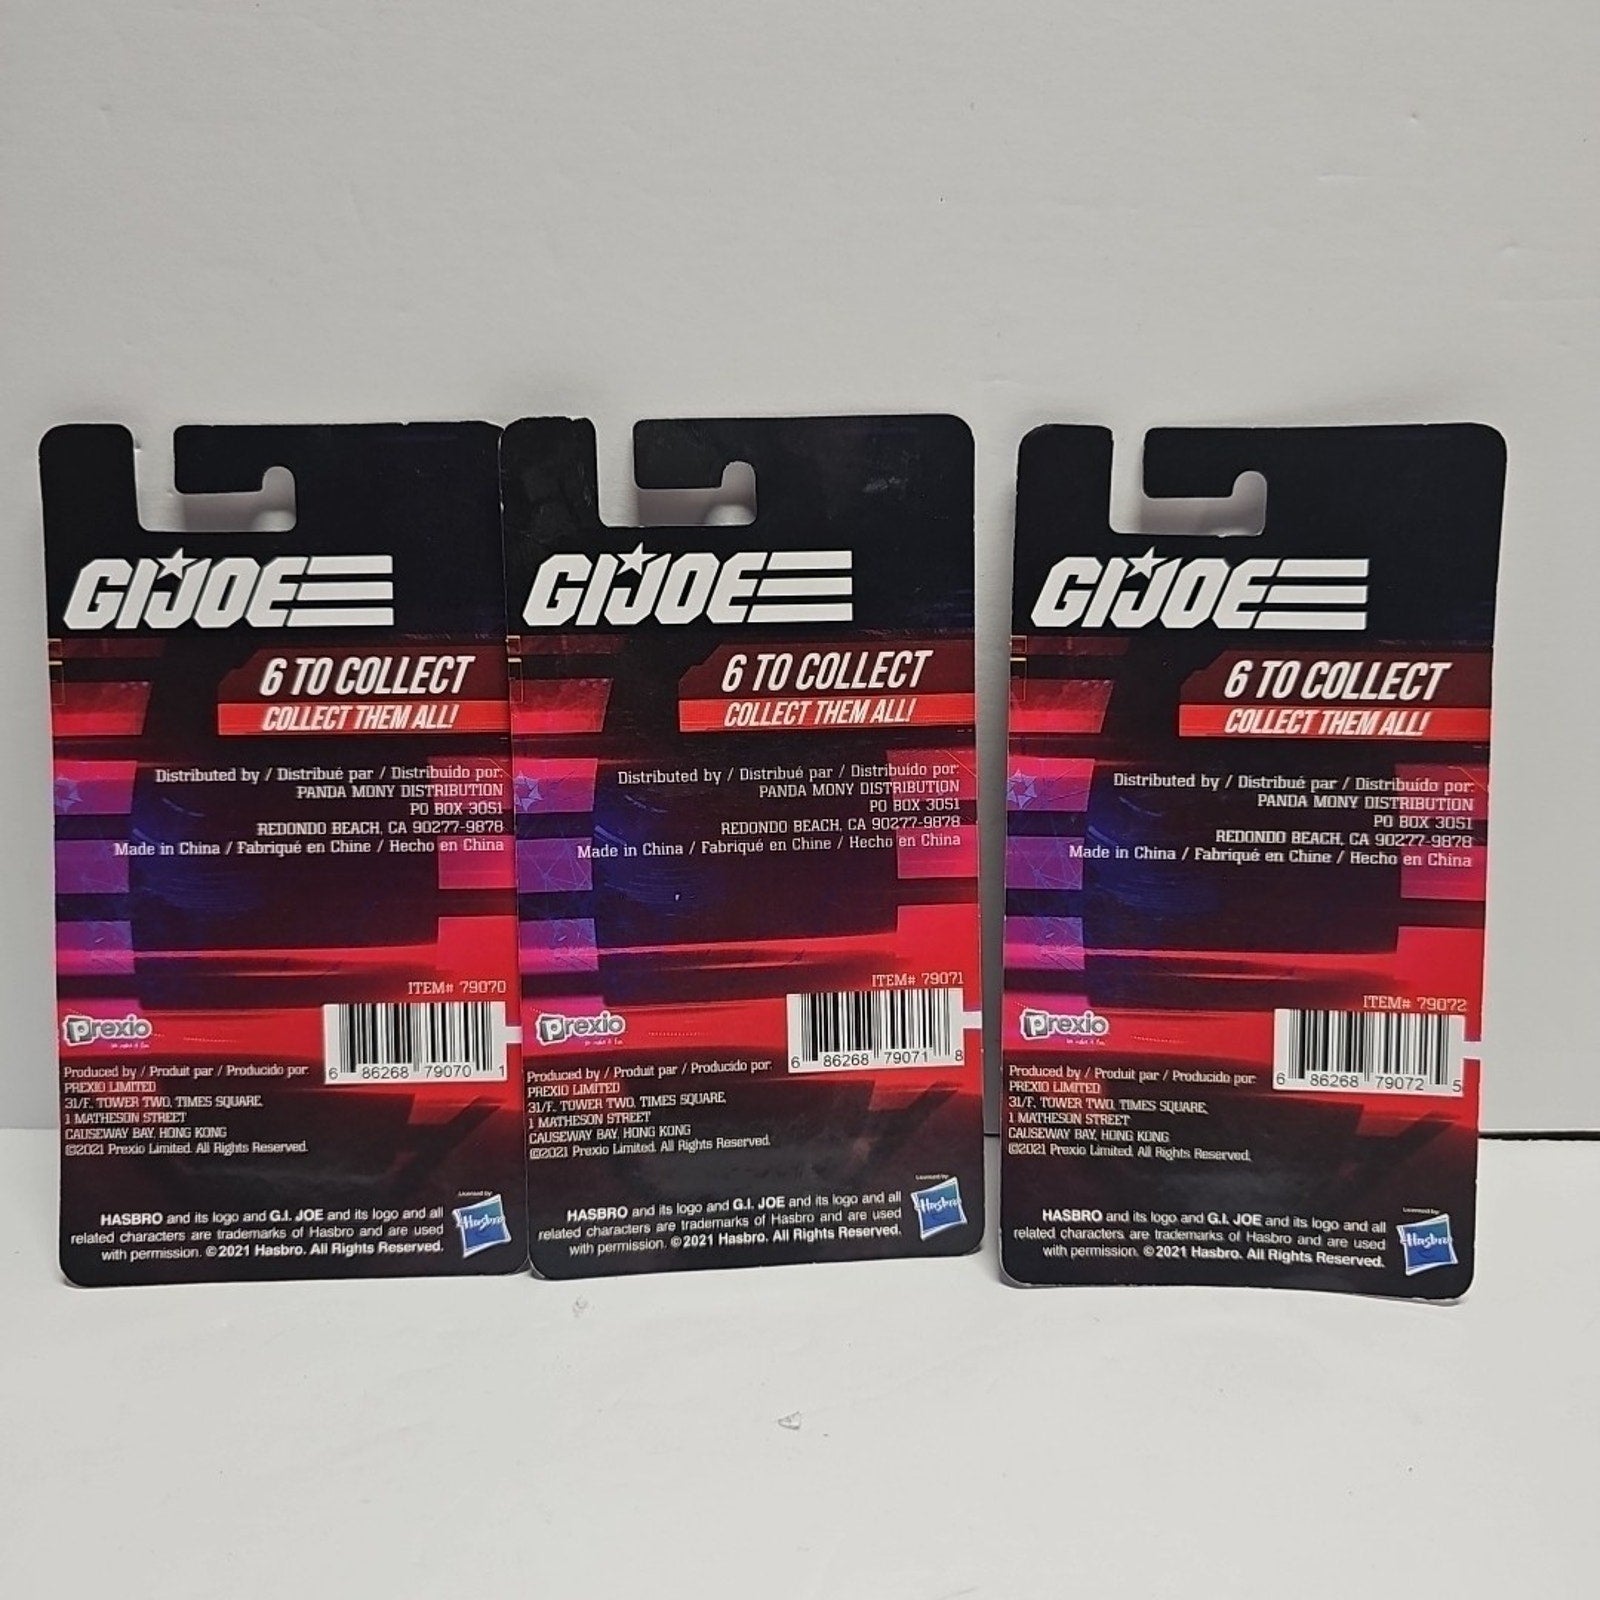 GIJOE
6 TO COLLECT
COLLECT THEM ALL!
Distributed by / Distribué par / Distribuido por:
PANDA MONY DISTRIBUTION
PO BOX 3051
REDONDO BEACH, CA 90277-9878
Made in China / Fabriqué en Chine / Hecho en China
ITEM# 79070
Prexio
6 86268 79070 1
Produced by / Produit par / Producido por:
PREXIO LIMITED
31/F., TOWER TWO, TIMES SQUARE,
1 MATHESON STREET
CAUSEWAY BAY, HONG KONG
©2021 Prexio Limited. All Rights Reserved.
Licensed by
HASBRO and its logo and G.I. JOE and its logo and all
related characters are trademarks of Hasbro and are used
with permission. ©2021 Hasbro. All Rights Reserved.
Hasbro
GIJOE
6 TO COLLECT
COLLECT THEM ALL!
Distributed by / Distribué par / Distribuido por:
PANDA MONY DISTRIBUTION
PO BOX 3051
REDONDO BEACH, CA 90277-9878
Made in China / Fabriqué en Chine / Hecho en China
ITEM# 79071
Prexio
6 86268 79071 8
Produced by / Produit par / Producido por:
PREXIO LIMITED
31/F., TOWER TWO, TIMES SQUARE,
1 MATHESON STREET
CAUSEWAY BAY, HONG KONG
©2021 Prexio Limited. All Rights Reserved.
Licensed by
HASBRO and its logo and G.I. JOE and its logo and all
related characters are trademarks of Hasbro and are used
with permission. ©2021 Hasbro. All Rights Reserved.
Hasbro
GIJOE
6 TO COLLECT
COLLECT THEM ALL!
Distributed by / Distribué par / Distribuido por:
PANDA MONY DISTRIBUTION
PO BOX 3051
REDONDO BEACH, CA 90277-9878
Made in China / Fabriqué en Chine / Hecho en China
ITEM# 79072
Prexio
6 86268 79072 5
Produced by / Produit par / Producido por:
PREXIO LIMITED
31/F., TOWER TWO, TIMES SQUARE,
1 MATHESON STREET
CAUSEWAY BAY, HONG KONG
©2021 Prexio Limited. All Rights Reserved.
Licensed by
HASBRO and its logo and G.I. JOE and its logo and all
related characters are trademarks of Hasbro and are used
with permission. ©2021 Hasbro. All Rights Reserved.
Hasbro